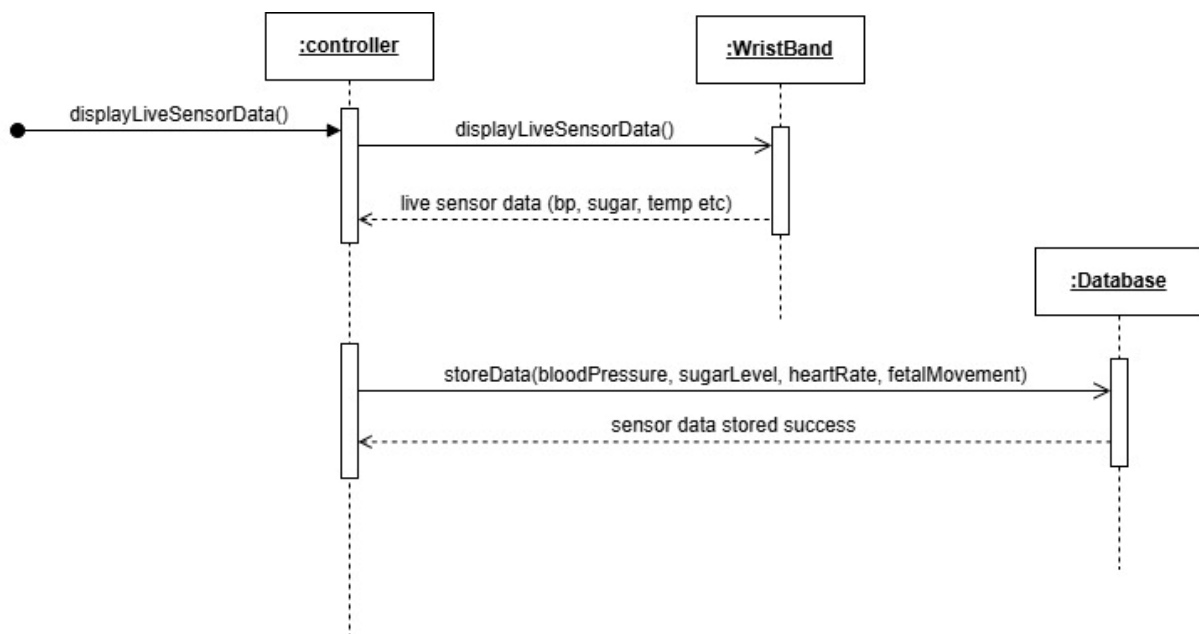 :controller
:WristBand
displayLiveSensorData()
displayLiveSensorData()
live sensor data (bp, sugar, temp etc)
:Database
storeData(bloodPressure, sugarLevel, heartRate, fetalMovement)
sensor data stored success